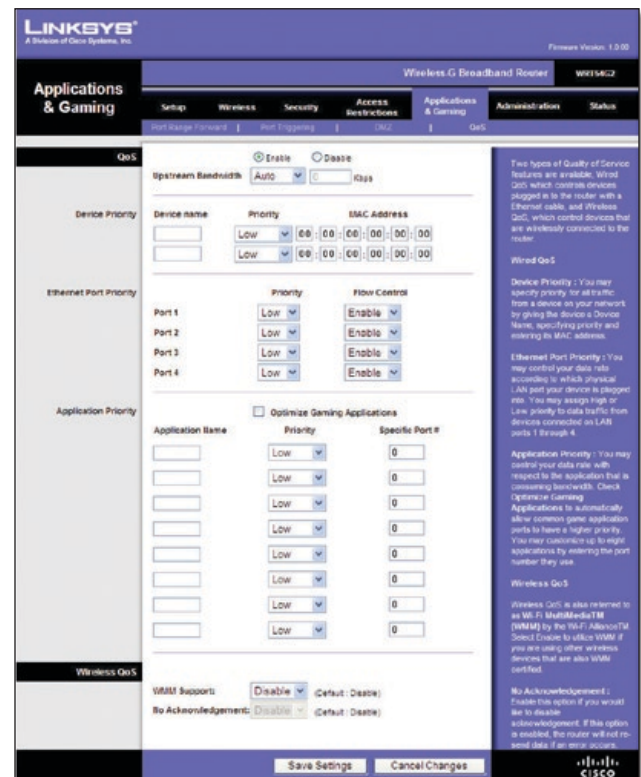 LINKSYS®
A Division of Cisco Systems, Inc.
Firmware Version: 1.0.00
Wireless-G Broadband Router WRT54G2
Applications & Gaming
Setup Wireless Security Access Restrictions Applications & Gaming Administration Status
Port Range Forward | Port Triggering | DMZ | QoS
QoS
Enable Disable
Upstream Bandwidth Auto 0 Kbps
Device Priority
Device name Priority MAC Address
Low 00 : 00 : 00 : 00 : 00 : 00
Low 00 : 00 : 00 : 00 : 00 : 00
Ethernet Port Priority
Priority Flow Control
Port 1 Low Enable
Port 2 Low Enable
Port 3 Low Enable
Port 4 Low Enable
Application Priority
Optimize Gaming Applications
Application Name Priority Specific Port #
Low 0
Low 0
Low 0
Low 0
Low 0
Low 0
Low 0
Low 0
Wireless QoS
WMM Support: Disable (Default : Disable)
No Acknowledgement: Disable (Default : Disable)
Save Settings Cancel Changes
Two types of Quality of Service
features are available, Wired
QoS which controls devices
plugged in to the router with a
Ethernet cable, and Wireless
QoS, which control devices that
are wirelessly connected to the
router.
Wired QoS
Device Priority : You may
specify priority for all traffic
from a device on your network
by giving the device a Device
Name, specifying priority and
entering its MAC address.
Ethernet Port Priority : You
may control your data rate
according to which physical
LAN port your device is plugged
into. You may assign High or
Low priority to data traffic from
devices connected on LAN
ports 1 through 4.
Application Priority : You may
control your data rate with
respect to the application that is
consuming bandwidth. Check
Optimize Gaming
Applications to automatically
allow common game application
ports to have a higher priority.
You may customize up to eight
applications by entering the port
number they use.
Wireless QoS
Wireless QoS is also referred to
as Wi-Fi MultiMediaTM
(WMM) by the Wi-Fi AllianceTM.
Select Enable to utilize WMM if
you are using other wireless
devices that are also WMM
certified.
No Acknowledgement :
Enable this option if you would
like to disable
acknowledgement. If this option
is enabled, the router will not re-
send data if an error occurs.
CISCO